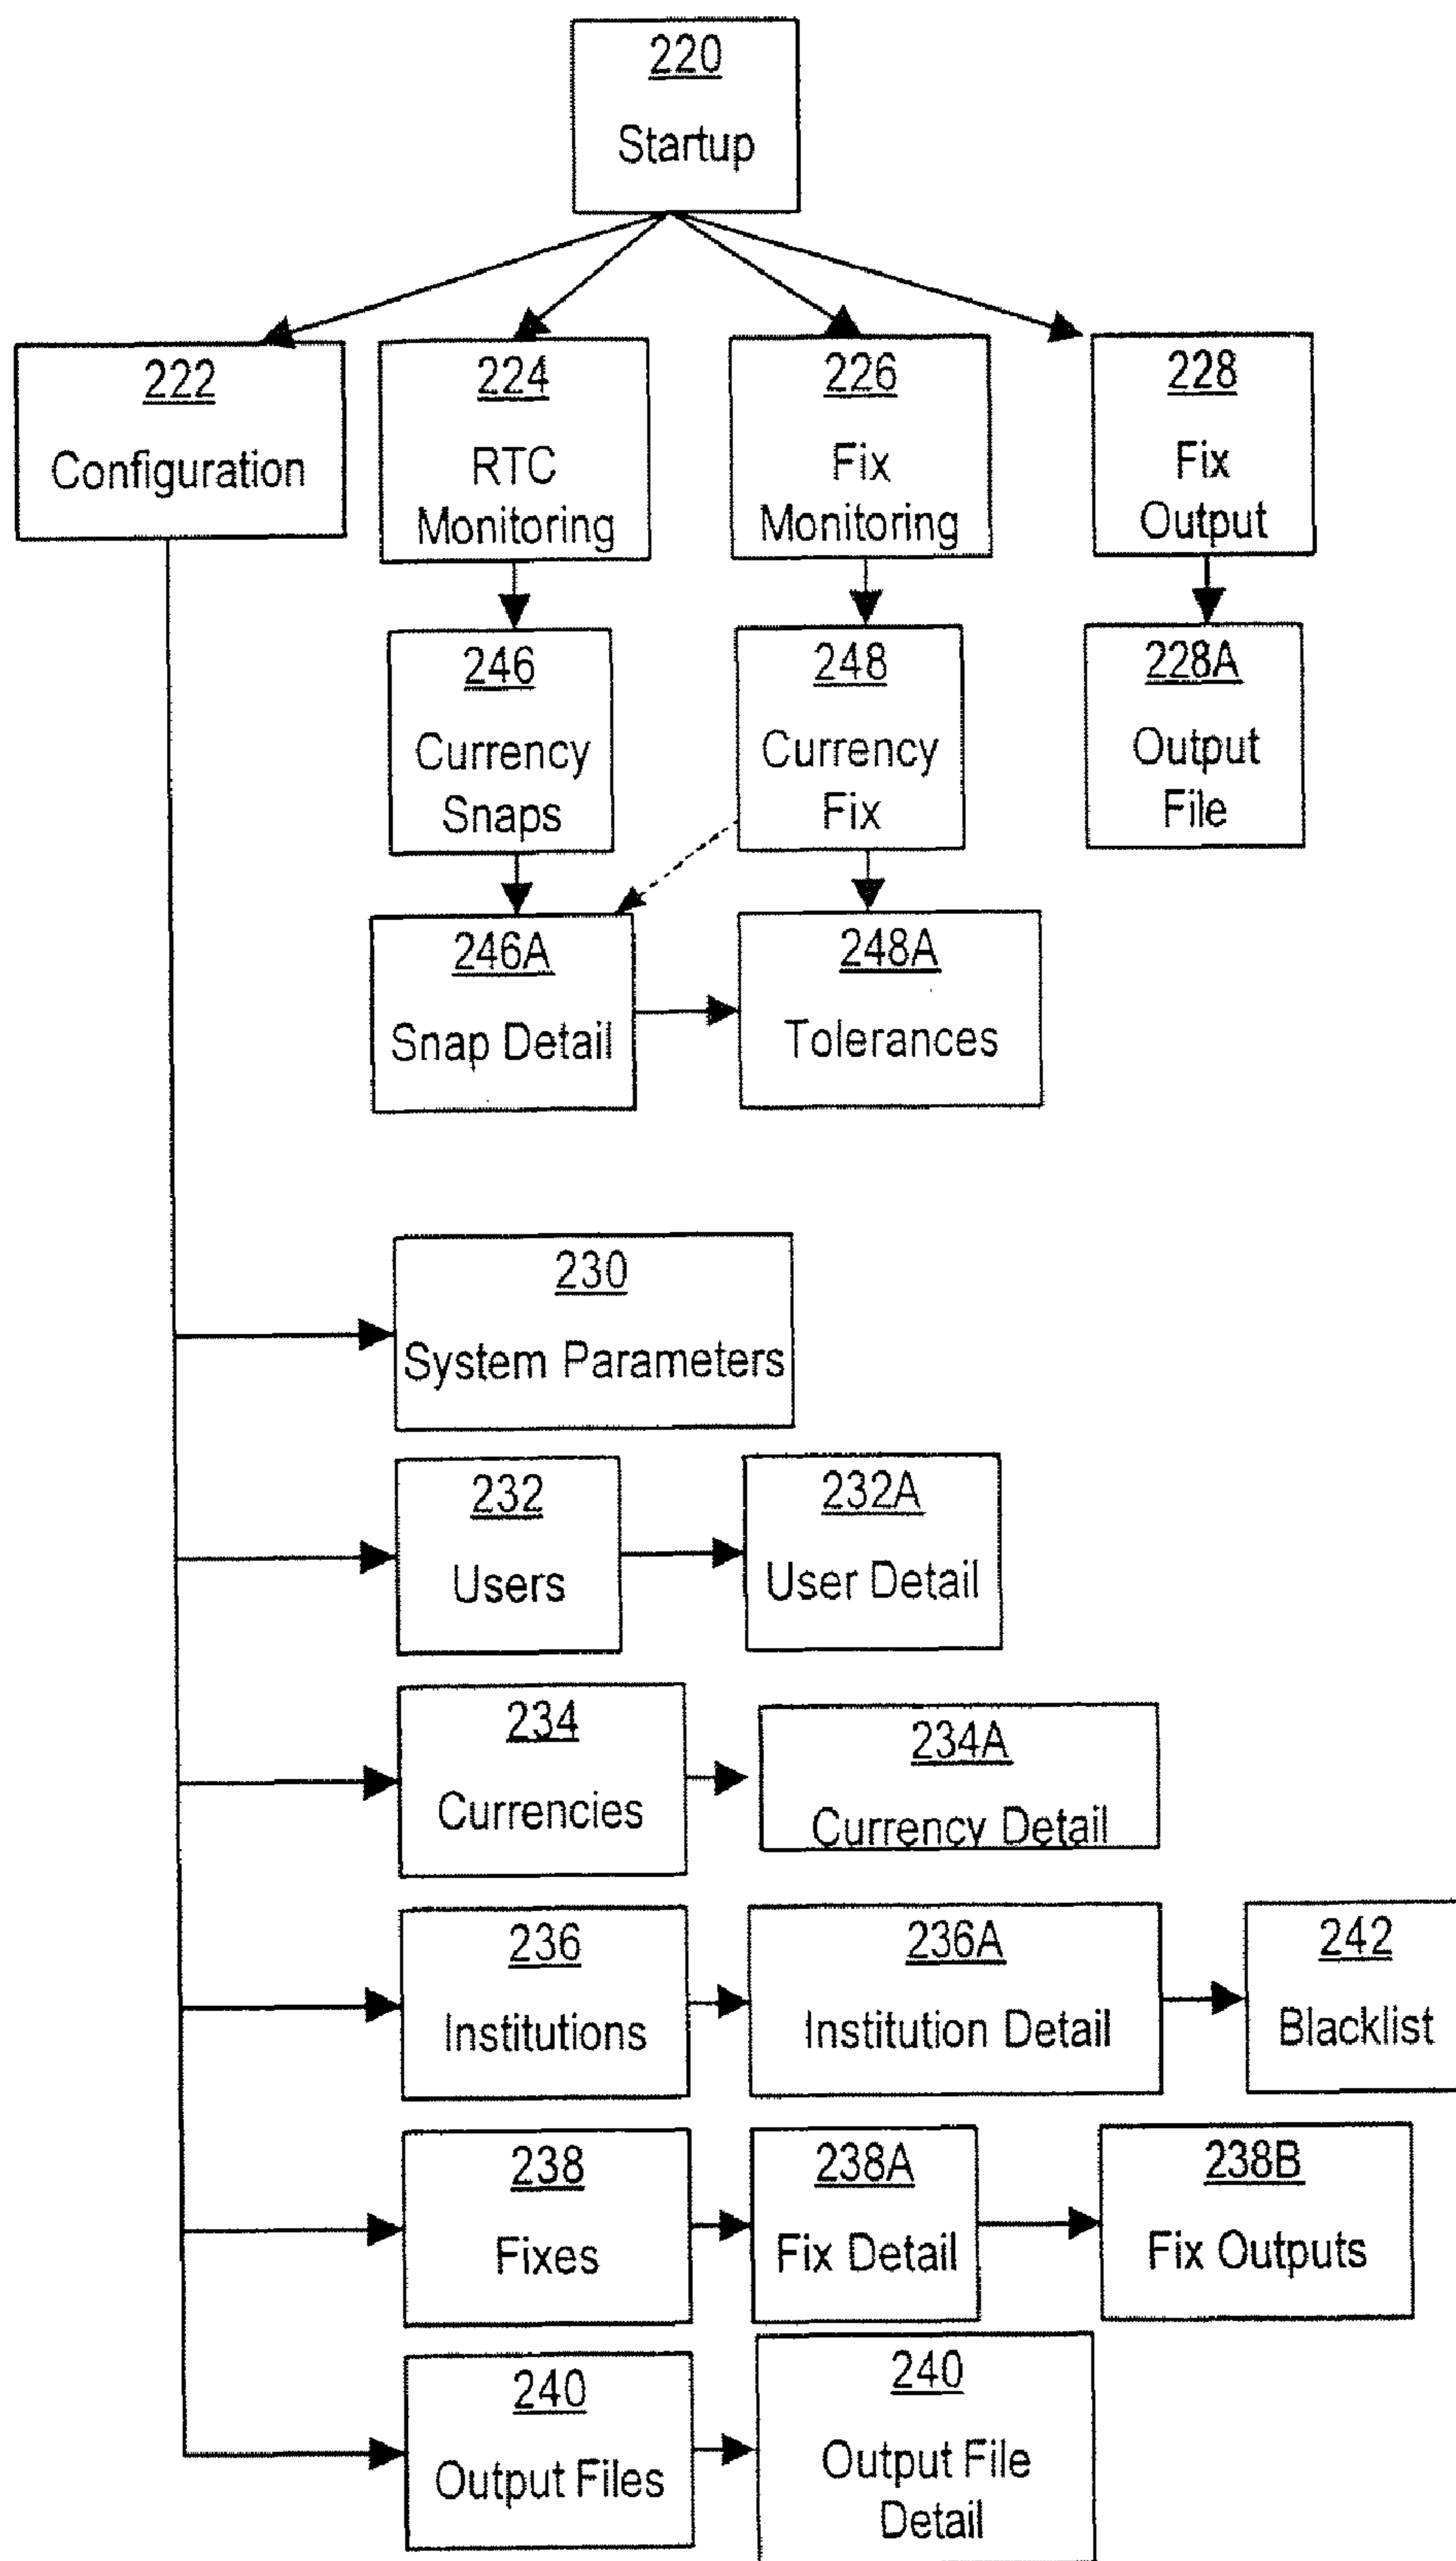 220
Startup
222
Configuration
224
RTC
Monitoring
226
Fix
Monitoring
228
Fix
Output
246
Currency
Snaps
248
Currency
Fix
228A
Output
File
246A
Snap Detail
248A
Tolerances
230
System Parameters
232
Users
232A
User Detail
234
Currencies
234A
Currency Detail
236
Institutions
236A
Institution Detail
242
Blacklist
238
Fixes
238A
Fix Detail
238B
Fix Outputs
240
Output Files
240
Output File
Detail